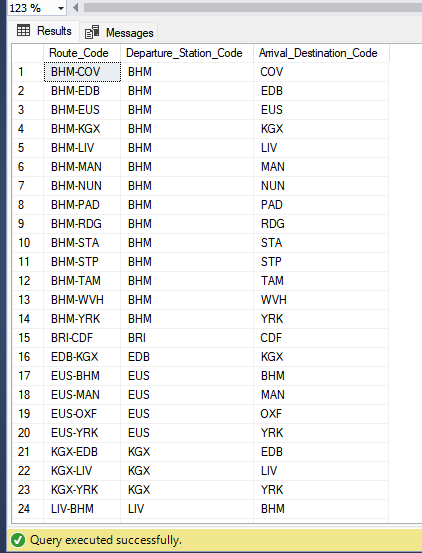 123 %
Results Messages
Route_Code Departure_Station_Code Arrival_Destination_Code
1 BHM-COV BHM COV
2 BHM-EDB BHM EDB
3 BHM-EUS BHM EUS
4 BHM-KGX BHM KGX
5 BHM-LIV BHM LIV
6 BHM-MAN BHM MAN
7 BHM-NUN BHM NUN
8 BHM-PAD BHM PAD
9 BHM-RDG BHM RDG
10 BHM-STA BHM STA
11 BHM-STP BHM STP
12 BHM-TAM BHM TAM
13 BHM-WVH BHM WVH
14 BHM-YRK BHM YRK
15 BRI-CDF BRI CDF
16 EDB-KGX EDB KGX
17 EUS-BHM EUS BHM
18 EUS-MAN EUS MAN
19 EUS-OXF EUS OXF
20 EUS-YRK EUS YRK
21 KGX-EDB KGX EDB
22 KGX-LIV KGX LIV
23 KGX-YRK KGX YRK
24 LIV-BHM LIV BHM
Query executed successfully.